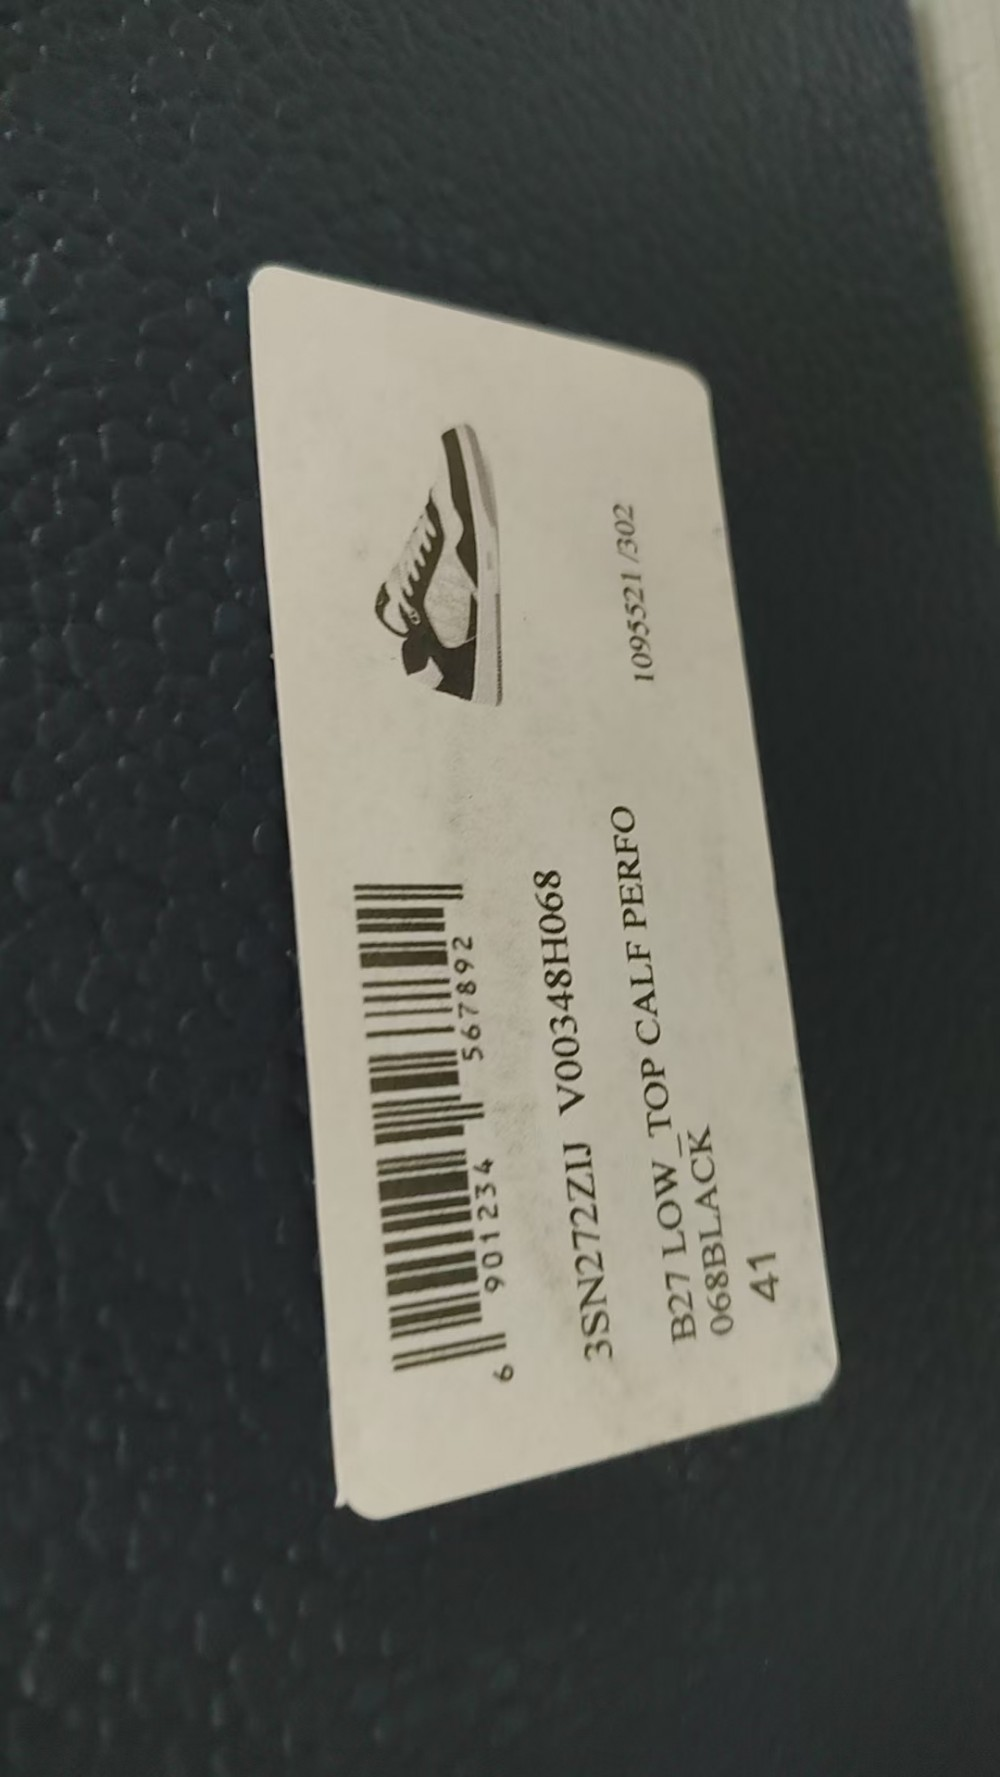 6 901234 567892
3SN272ZIJ V00348H068
B27 LOW_TOP CALF PERFO 1095521/302
068BLACK
41